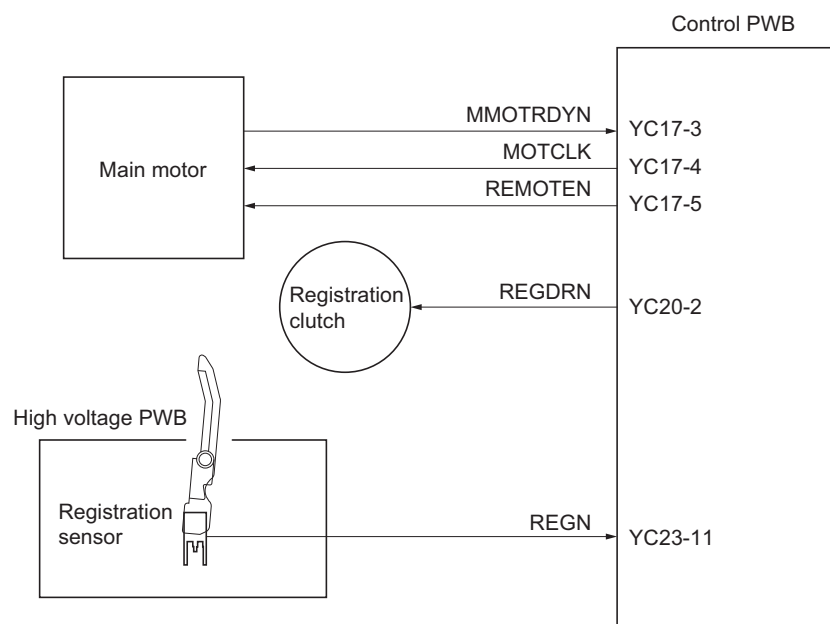 Control PWB
Main motor
MMOTRDYN
YC17-3
MOTCLK
YC17-4
REMOTEN
YC17-5
Registration
clutch
REGDRN
YC20-2
High voltage PWB
Registration
sensor
REGN
YC23-11